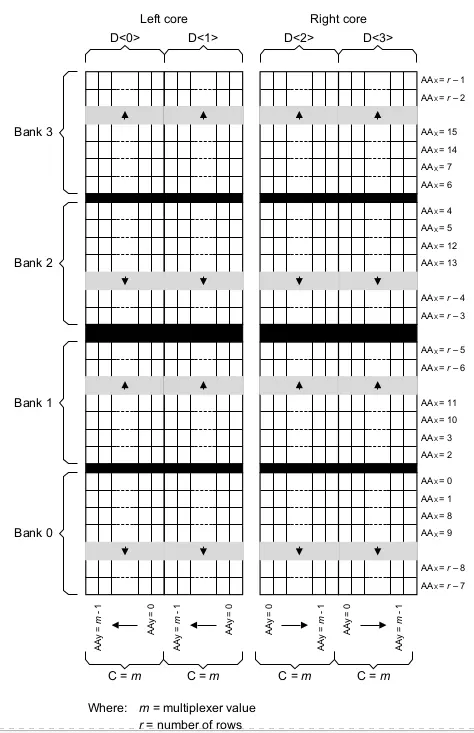 Left core Right core
D<0> D<1> D<2> D<3>
Bank 3
AAx = r – 1
AAx = r – 2
AAx = 15
AAx = 14
AAx = 7
AAx = 6
Bank 2
AAx = 4
AAx = 5
AAx = 12
AAx = 13
AAx = r – 4
AAx = r – 3
Bank 1
AAx = r – 5
AAx = r – 6
AAx = 11
AAx = 10
AAx = 3
AAx = 2
Bank 0
AAx = 0
AAx = 1
AAx = 8
AAx = 9
AAx = r – 8
AAx = r – 7
AAy = m - 1 AAy = 0 AAy = m - 1 AAy = 0 AAy = 0 AAy = m - 1 AAy = 0 AAy = m - 1
C = m C = m C = m C = m
Where: m = multiplexer value
r = number of rows